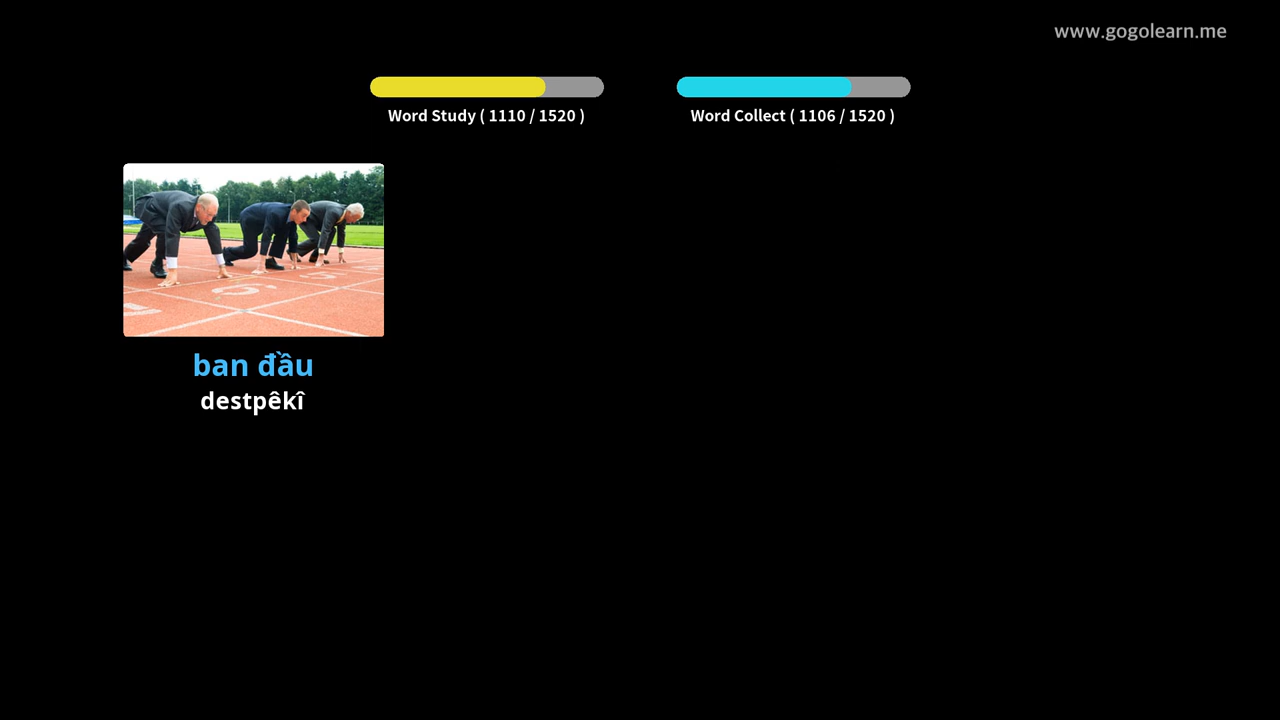 www.gogolearn.me
Word Study ( 1110 / 1520 )
Word Collect ( 1106 / 1520 )
ban đầu
destpêkî